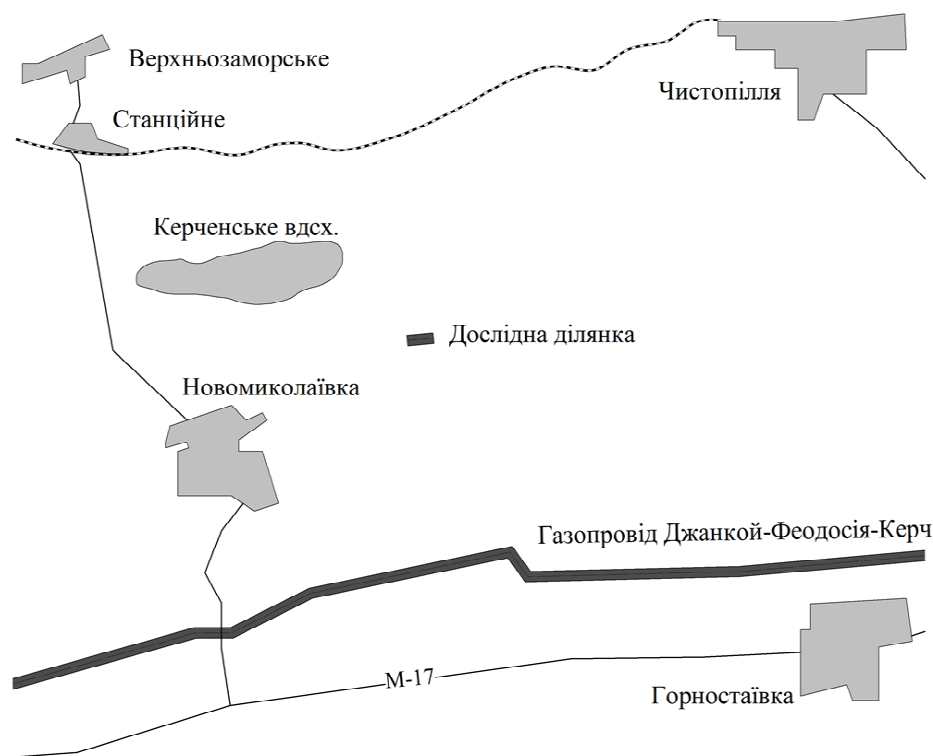 Верхньозаморське
Чистопілля
Станційне
Керченське вдсх.
Дослідна ділянка
Новомиколаївка
Газопровід Джанкой-Феодосія-Керч
М-17
Горностаївка